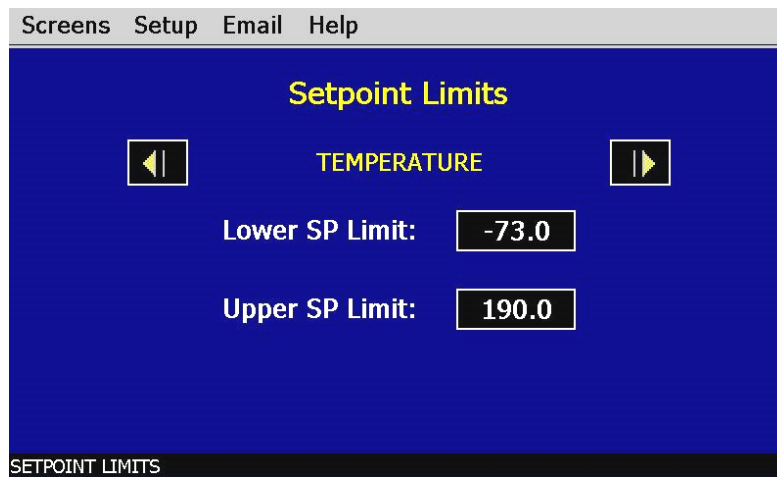 Screens Setup Email Help
Setpoint Limits
TEMPERATURE
Lower SP Limit: -73.0
Upper SP Limit: 190.0
SETPOINT LIMITS